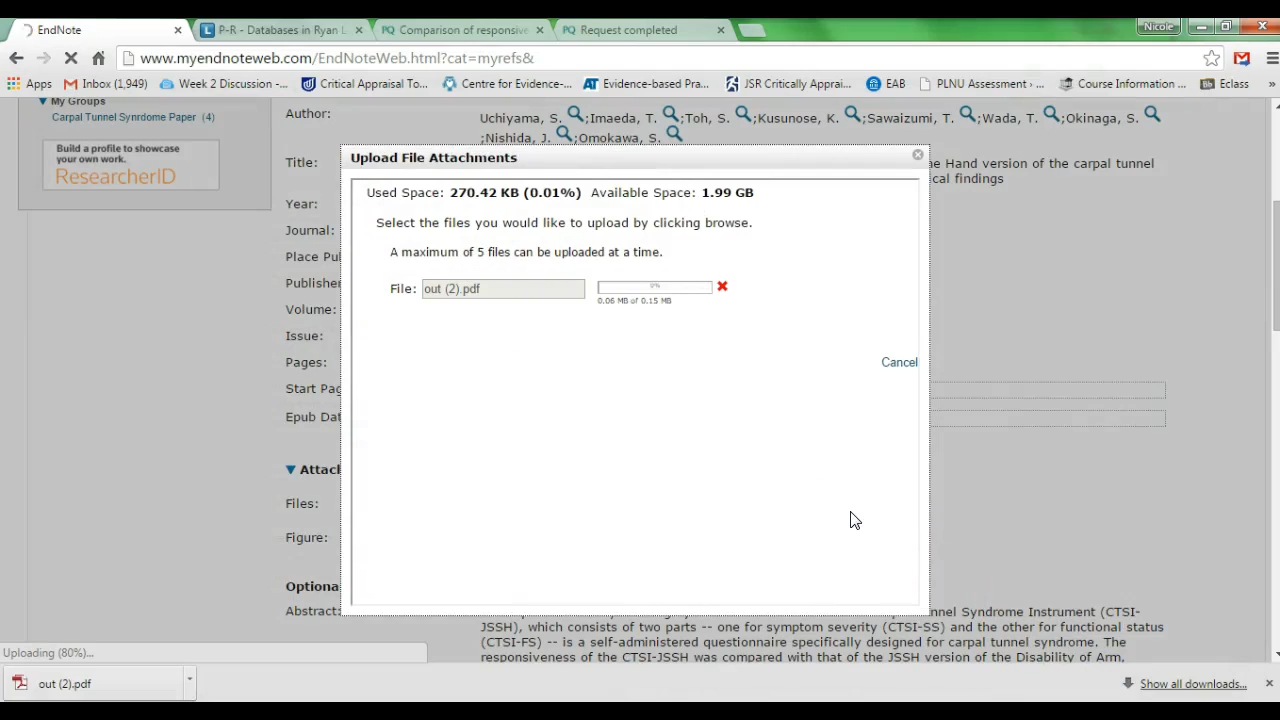 EndNote
P-R - Databases in Ryan L
Comparison of responsive
Request completed
Nicole
www.myendnoteweb.com/EndNoteWeb.html?cat=myrefs&
Apps
Inbox (1,949)
Week 2 Discussion -...
Critical Appraisal To...
Centre for Evidence-...
Evidence-based Pra...
JSR Critically Apprai...
EAB
PLNU Assessment ›...
Course Information ...
Eclass
»
My Groups
Carpal Tunnel Synrdome Paper (4)
Build a profile to showcase
your own work.
ResearcherID
Author:
Uchiyama, S. ;Imaeda, T. ;Toh, S. ;Kusunose, K. ;Sawaizumi, T. ;Wada, T. ;Okinaga, S.
;Nishida, J. ;Omokawa, S.
Title:
e Hand version of the carpal tunnel
cal findings
Year:
Journal:
Place Pu
Publisher
Volume:
Issue:
Pages:
Start Pag
Epub Dat
Attach
Files:
Figure:
Optiona
Abstract:
Upload File Attachments
Used Space: 270.42 KB (0.01%) Available Space: 1.99 GB
Select the files you would like to upload by clicking browse.
A maximum of 5 files can be uploaded at a time.
File: out (2).pdf
0%
0.06 MB of 0.15 MB
Cancel
nnel Syndrome Instrument (CTSI-
JSSH), which consists of two parts -- one for symptom severity (CTSI-SS) and the other for functional status
(CTSI-FS) -- is a self-administered questionnaire specifically designed for carpal tunnel syndrome. The
responsiveness of the CTSI-JSSH was compared with that of the JSSH version of the Disability of Arm,
Uploading (80%)...
out (2).pdf
Show all downloads...